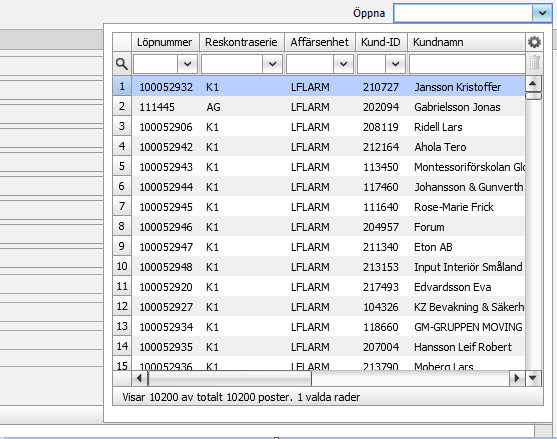 Öppna
Löpnummer Reskontraserie Affärsenhet Kund-ID Kundnamn
1 100052932 K1 LFLARM 210727 Jansson Kristoffer
2 111445 AG LFLARM 202094 Gabrielsson Jonas
3 100052906 K1 LFLARM 208119 Ridell Lars
4 100052942 K1 LFLARM 212164 Ahola Tero
5 100052943 K1 LFLARM 113450 Montessoriförskolan Glo
6 100052944 K1 LFLARM 117460 Johansson & Gunverth
7 100052945 K1 LFLARM 111640 Rose-Marie Frick
8 100052946 K1 LFLARM 204957 Forum
9 100052947 K1 LFLARM 211340 Eton AB
10 100052948 K1 LFLARM 213153 Input Interiör Småland
11 100052920 K1 LFLARM 217493 Edvardsson Eva
12 100052927 K1 LFLARM 104326 KZ Bevakning & Säkerh
13 100052934 K1 LFLARM 118660 GM-GRUPPEN MOVING
14 100052935 K1 LFLARM 207004 Hansson Leif Robert
15 100052936 K1 LFLARM 213790 Moberg Lars
Visar 10200 av totalt 10200 poster. 1 valda rader